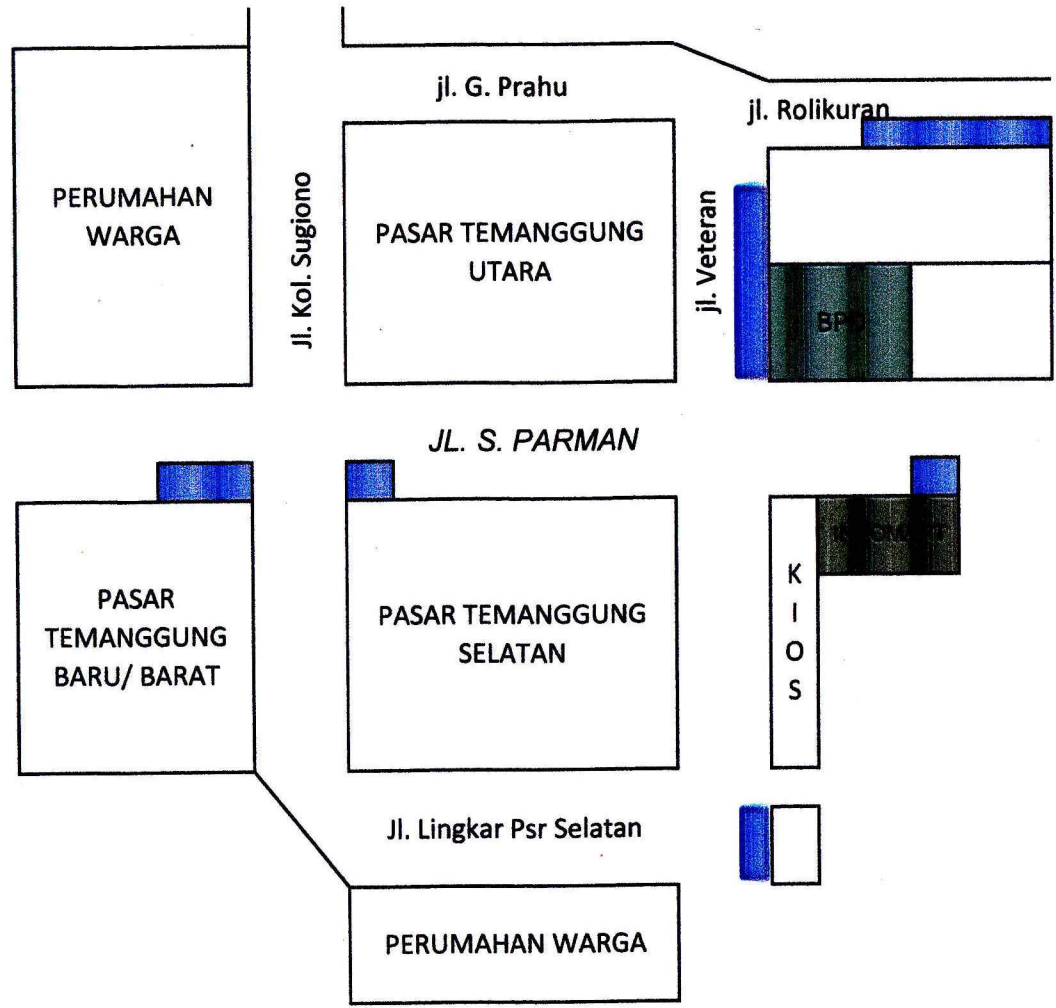 jl. G. Prahu
jl. Rolikuran
PERUMAHAN
WARGA
Jl. Kol. Sugiono
PASAR TEMANGGUNG
UTARA
jl. Veteran
JL. S. PARMAN
PASAR
TEMANGGUNG
BARU/ BARAT
PASAR TEMANGGUNG
SELATAN
K
I
O
S
Jl. Lingkar Psr Selatan
PERUMAHAN WARGA